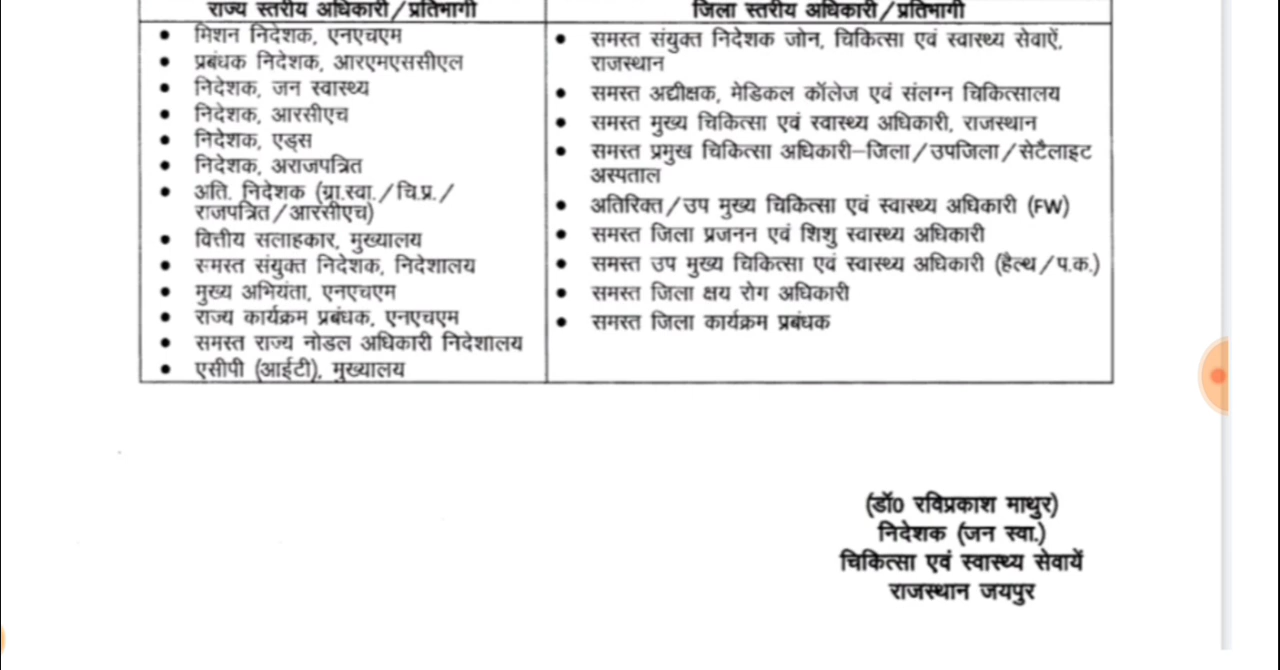 राज्य स्तरीय अधिकारी/प्रतिभागी
मिशन निदेशक, एनएचएम
प्रबंधक निदेशक, आरएमएससीएल
निदेशक, जन स्वास्थ्य
निदेशक, आरसीएच
निदेशक, एड्स
निदेशक, अराजपत्रित
अति. निदेशक (ग्रा.स्वा./चि.प्र./
राजपत्रित/आरसीएच)
वित्तीय सलाहकार, मुख्यालय
समस्त संयुक्त निदेशक, निदेशालय
मुख्य अभियंता, एनएचएम
राज्य कार्यक्रम प्रबंधक, एनएचएम
समस्त राज्य नोडल अधिकारी निदेशालय
एसीपी (आईटी), मुख्यालय
जिला स्तरीय अधिकारी/प्रतिभागी
समस्त संयुक्त निदेशक जोन, चिकित्सा एवं स्वास्थ्य सेवाऐं,
राजस्थान
समस्त अद्यीक्षक, मेडिकल कॉलेज एवं संलग्न चिकित्सालय
समस्त मुख्य चिकित्सा एवं स्वास्थ्य अधिकारी, राजस्थान
समस्त प्रमुख चिकित्सा अधिकारी–जिला/उपजिला/सेटैलाइट
अस्पताल
अतिरिक्त/उप मुख्य चिकित्सा एवं स्वास्थ्य अधिकारी (FW)
समस्त जिला प्रजनन एवं शिशु स्वास्थ्य अधिकारी
समस्त उप मुख्य चिकित्सा एवं स्वास्थ्य अधिकारी (हैल्थ/प.क.)
समस्त जिला क्षय रोग अधिकारी
समस्त जिला कार्यक्रम प्रबंधक
(डॉ0 रविप्रकाश माथुर)
निदेशक (जन स्वा.)
चिकित्सा एवं स्वास्थ्य सेवायें
राजस्थान जयपुर